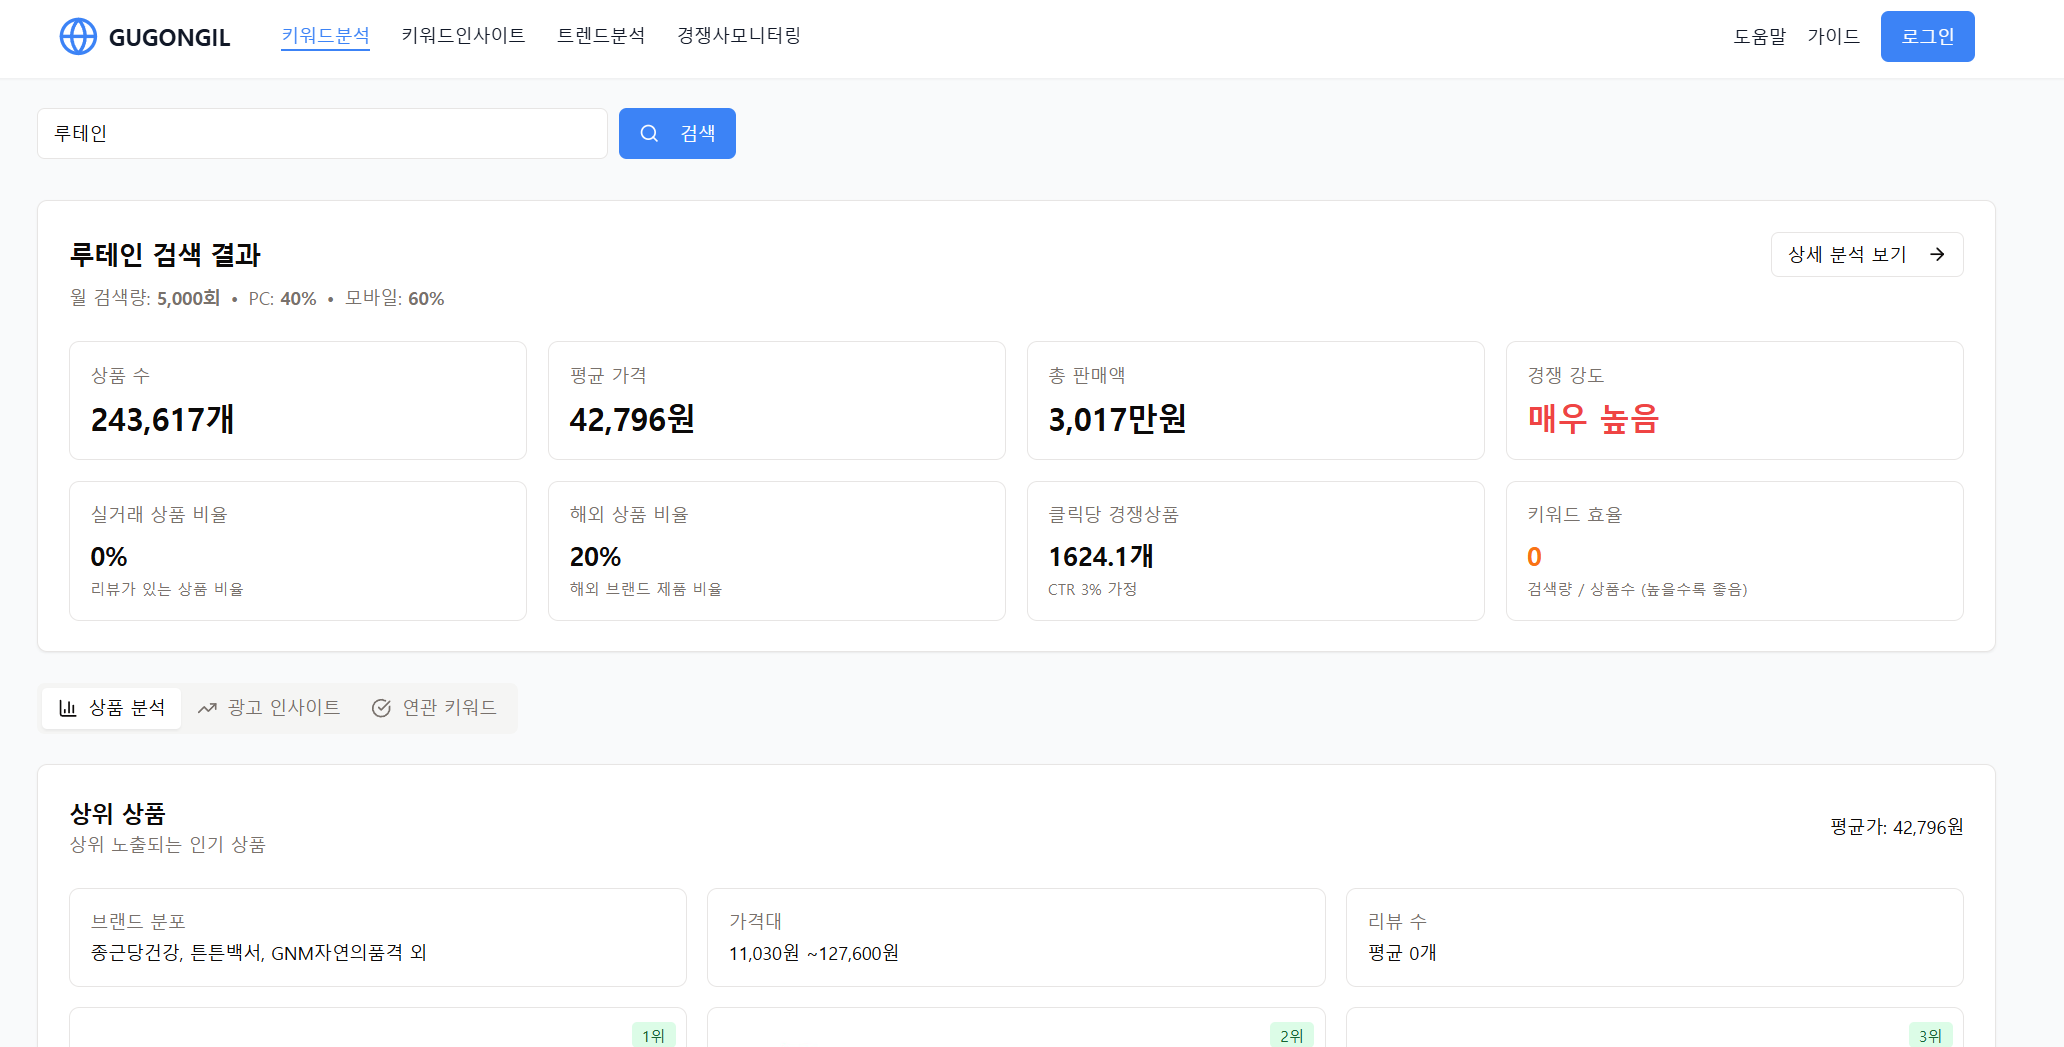 GUGONGIL
키워드분석
키워드인사이트
트렌드분석
경쟁사모니터링
도움말
가이드
로그인
루테인
검색
루테인 검색 결과
상세 분석 보기
월 검색량: 5,000회 • PC: 40% • 모바일: 60%
상품 수
243,617개
평균 가격
42,796원
총 판매액
3,017만원
경쟁 강도
매우 높음
실거래 상품 비율
0%
리뷰가 있는 상품 비율
해외 상품 비율
20%
해외 브랜드 제품 비율
클릭당 경쟁상품
1624.1개
CTR 3% 가정
키워드 효율
0
검색량 / 상품수 (높을수록 좋음)
상품 분석
광고 인사이트
연관 키워드
상위 상품
상위 노출되는 인기 상품
평균가: 42,796원
브랜드 분포
종근당건강, 튼튼백서, GNM자연의품격 외
가격대
11,030원 ~127,600원
리뷰 수
평균 0개
1위
2위
3위